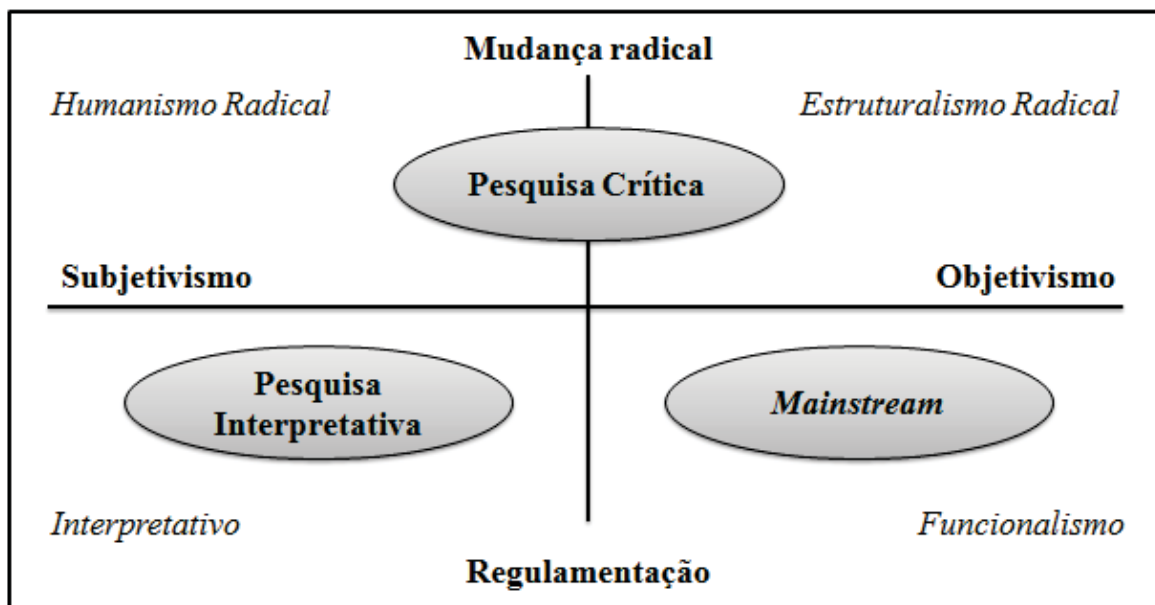 Mudança radical
Humanismo Radical
Estruturalismo Radical
Pesquisa Crítica
Subjetivismo
Objetivismo
Pesquisa
Interpretativa
Mainstream
Interpretativo
Funcionalismo
Regulamentação